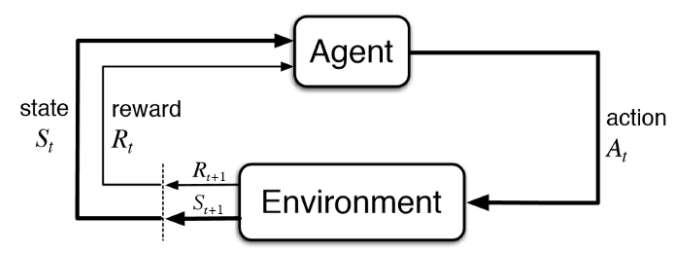 Agent
state
S_t
reward
R_t
action
A_t
R_{t+1}
S_{t+1}
Environment